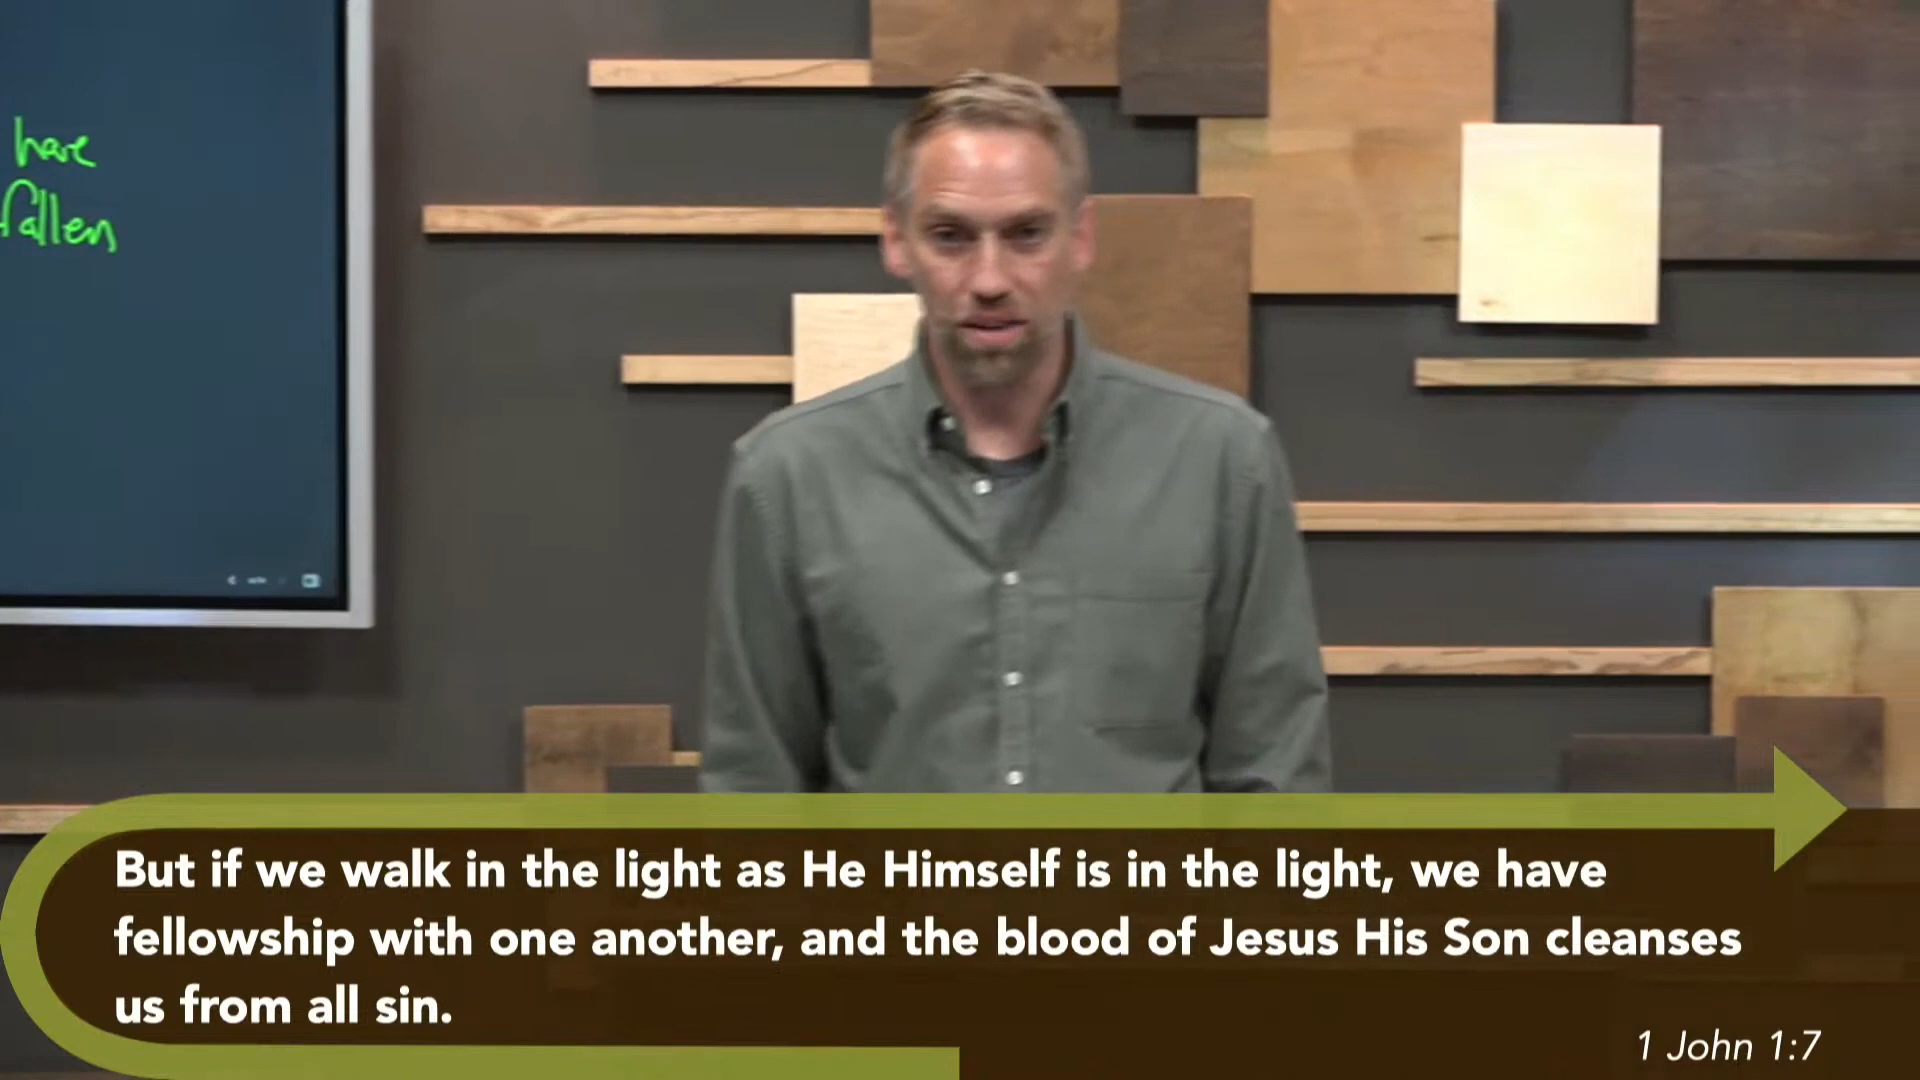 have
fallen
But if we walk in the light as He Himself is in the light, we have
fellowship with one another, and the blood of Jesus His Son cleanses
us from all sin.
1 John 1:7